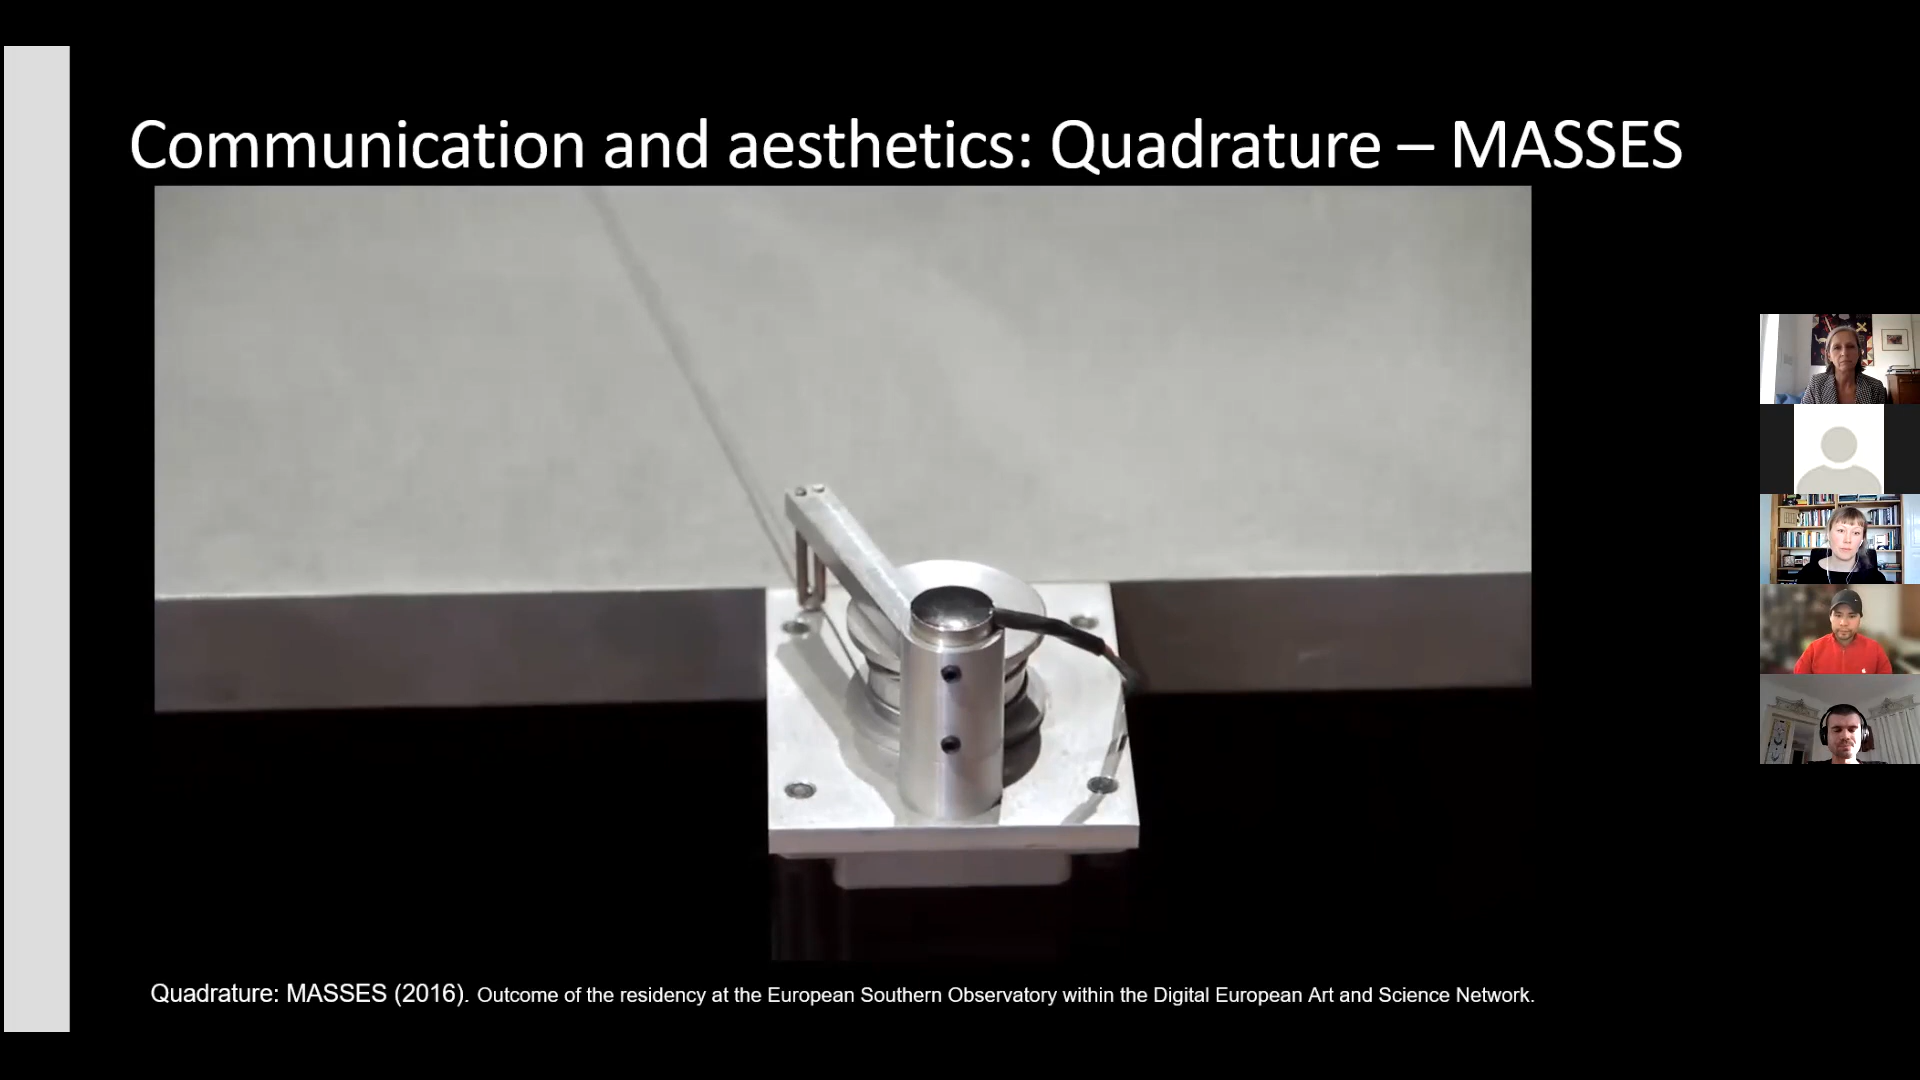 Communication and aesthetics: Quadrature – MASSES
Quadrature: MASSES (2016). Outcome of the residency at the European Southern Observatory within the Digital European Art and Science Network.